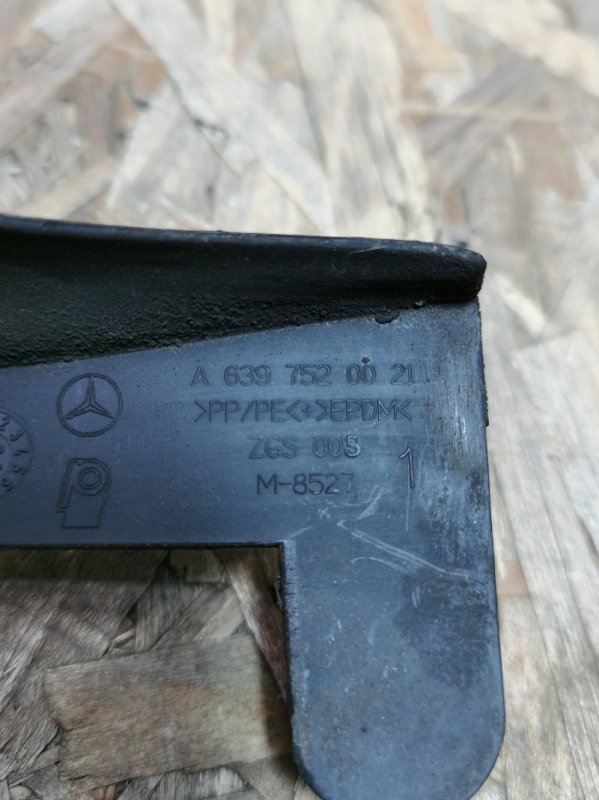 A 639 752 00 21
>PP/PE<+>EPDM<
ZGS 005
M-8527
1